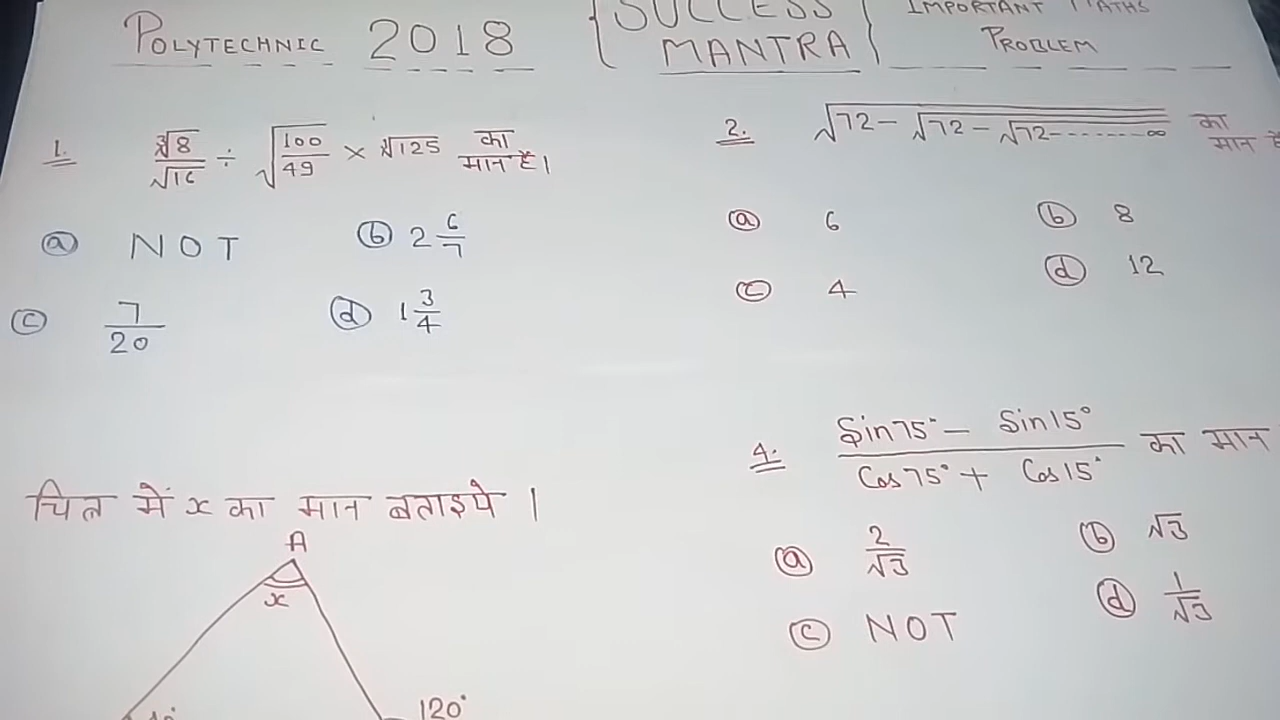 POLYTECHNIC 2018
SUCCESS MANTRA
IMPORTANT MATHS PROBLEM
1. ∛8/√16 ÷ √(100/49) × ∛125 का मान है।
(a) NOT (b) 2 6/7
(c) 7/20 (d) 1 3/4
2. √72-√72-√72--------∞ का मान है
(a) 6 (b) 8
(c) 4 (d) 12
चित्र में x का मान बताइये।
A
x
120°
4. Sin75°- Sin15° / Cos75°+ Cos15° का मान
(a) 2/√3 (b) √3
(c) NOT (d) 1/√3